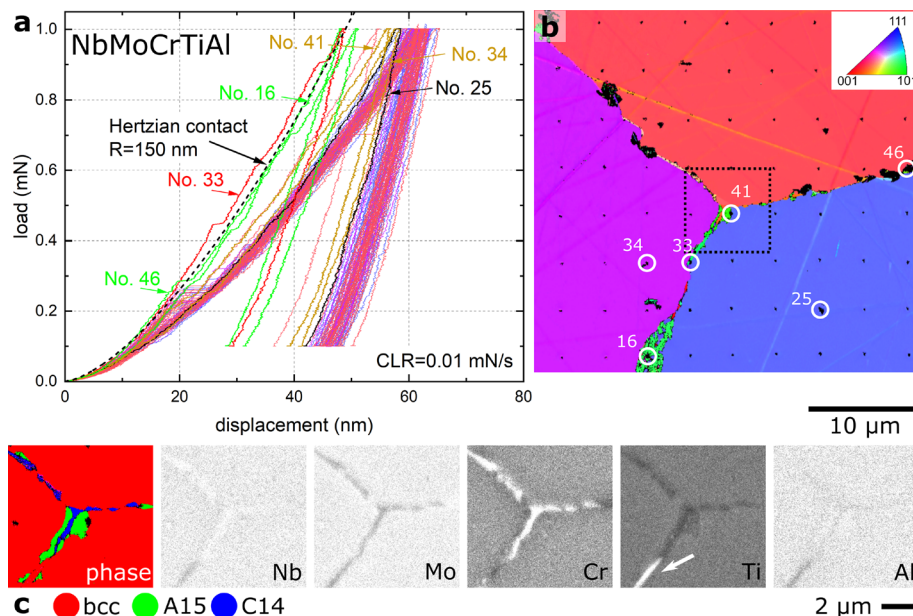 a
NbMoCrTiAl
No. 41
No. 34
No. 16
No. 25
Hertzian contact
R=150 nm
No. 33
No. 46
CLR=0.01 mN/s
load (mN)
1.0
0.8
0.6
0.4
0.2
0.0
0 20 40 60 80
displacement (nm)
b
111
001 101
46
41
34 33
25
16
10 µm
phase Nb Mo Cr Ti Al
c bcc A15 C14 2 µm